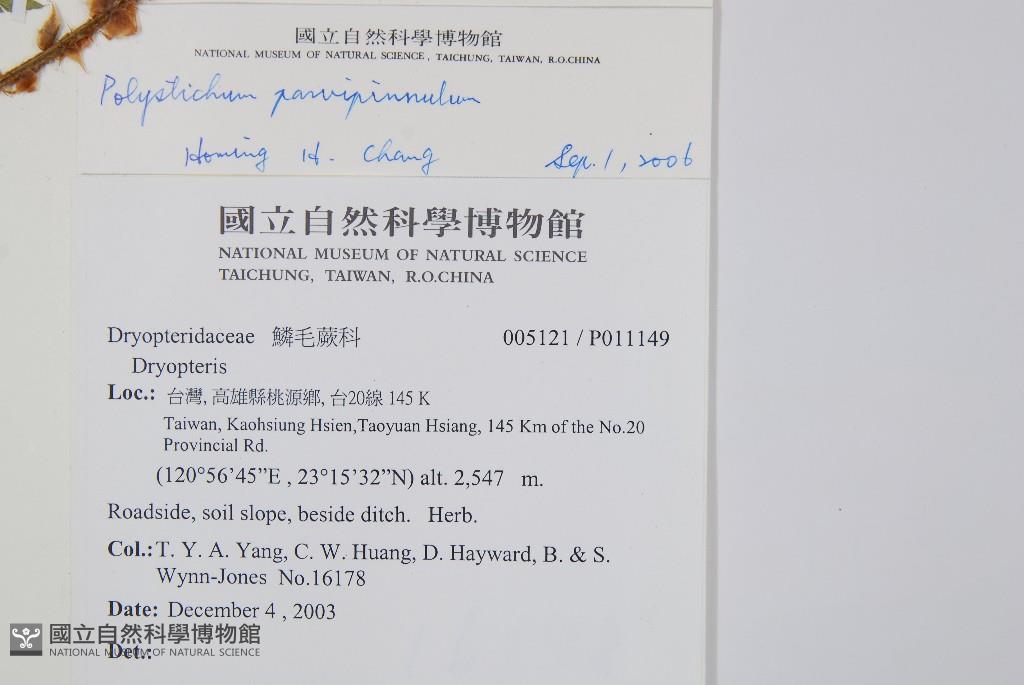 國立自然科學博物館
NATIONAL MUSEUM OF NATURAL SCIENCE, TAICHUNG, TAIWAN, R.O.CHINA
Polystichum parvipinnulum
Homing H. Chang Sep. 1, 2006
國立自然科學博物館
NATIONAL MUSEUM OF NATURAL SCIENCE
TAICHUNG, TAIWAN, R.O.CHINA
Dryopteridaceae 鱗毛蕨科 005121 / P011149
Dryopteris
Loc.: 台灣, 高雄縣桃源鄉, 台20線 145 K
Taiwan, Kaohsiung Hsien,Taoyuan Hsiang, 145 Km of the No.20
Provincial Rd.
(120°56'45”E , 23°15'32”N) alt. 2,547 m.
Roadside, soil slope, beside ditch. Herb.
Col.: T. Y. A. Yang, C. W. Huang, D. Hayward, B. & S.
Wynn-Jones No.16178
Date: December 4 , 2003
Det.:
國立自然科學博物館
NATIONAL MUSEUM OF NATURAL SCIENCE